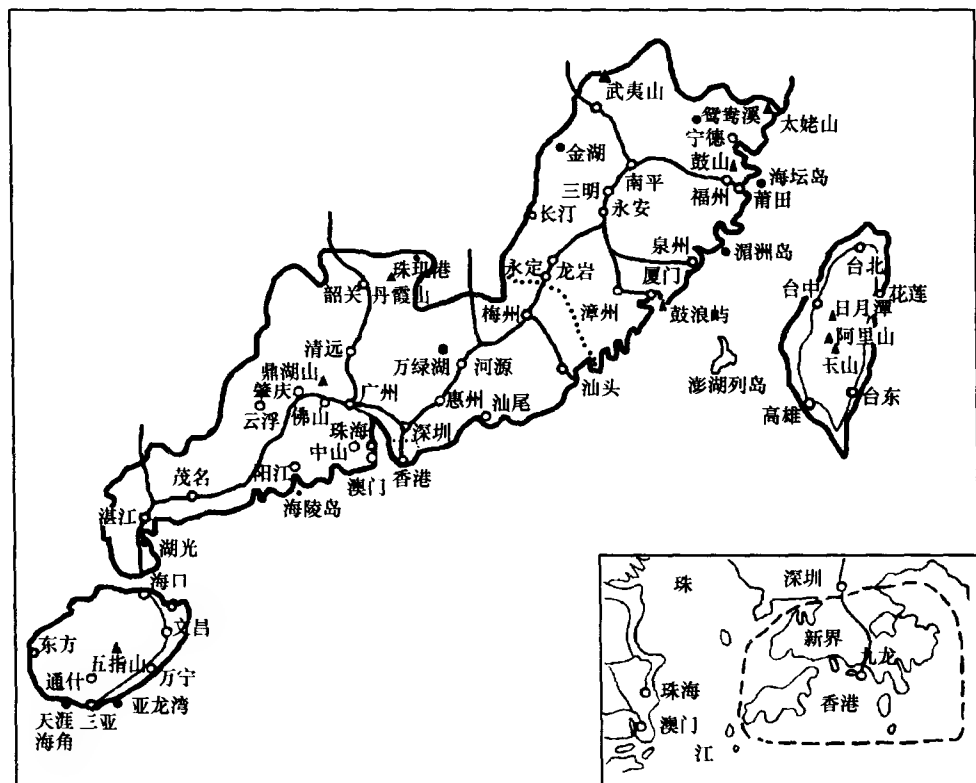 武夷山
鸳鸯溪
太姥山
宁德
金湖
鼓山
海坛岛
南平
福州
莆田
三明
长汀
永安
泉州
湄洲岛
珠玑港
永定
龙岩
厦门
台北
韶关
丹霞山
台中
花莲
梅州
漳州
鼓浪屿
日月潭
清远
阿里山
鼎湖山
万绿湖
河源
玉山
肇庆
广州
汕头
澎湖列岛
云浮
佛山
惠州
汕尾
台东
珠海
深圳
高雄
中山
阳江
澳门
香港
茂名
海陵岛
湛江
湖光
海口
文昌
东方
五指山
通什
万宁
天涯
海角
三亚
亚龙湾
珠
深圳
新界
九龙
珠海
香港
澳门
江